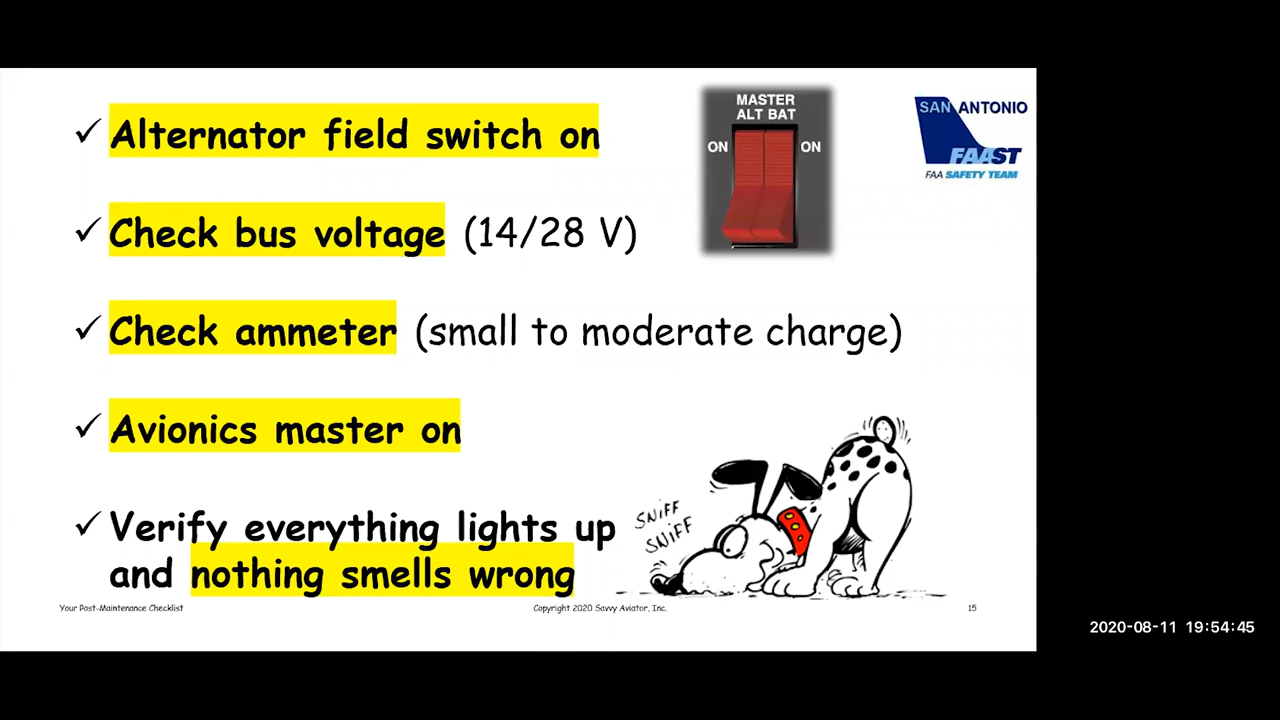 ✓ Alternator field switch on
MASTER
ALT BAT
ON
ON
SAN ANTONIO
FAAST
FAA SAFETY TEAM
✓ Check bus voltage (14/28 V)
✓ Check ammeter (small to moderate charge)
✓ Avionics master on
✓ Verify everything lights up
and nothing smells wrong
SNIFF
SNIFF
Your Post-Maintenance Checklist
Copyright 2020 Savvy Aviator, Inc.
15
2020-08-11 19:54:45